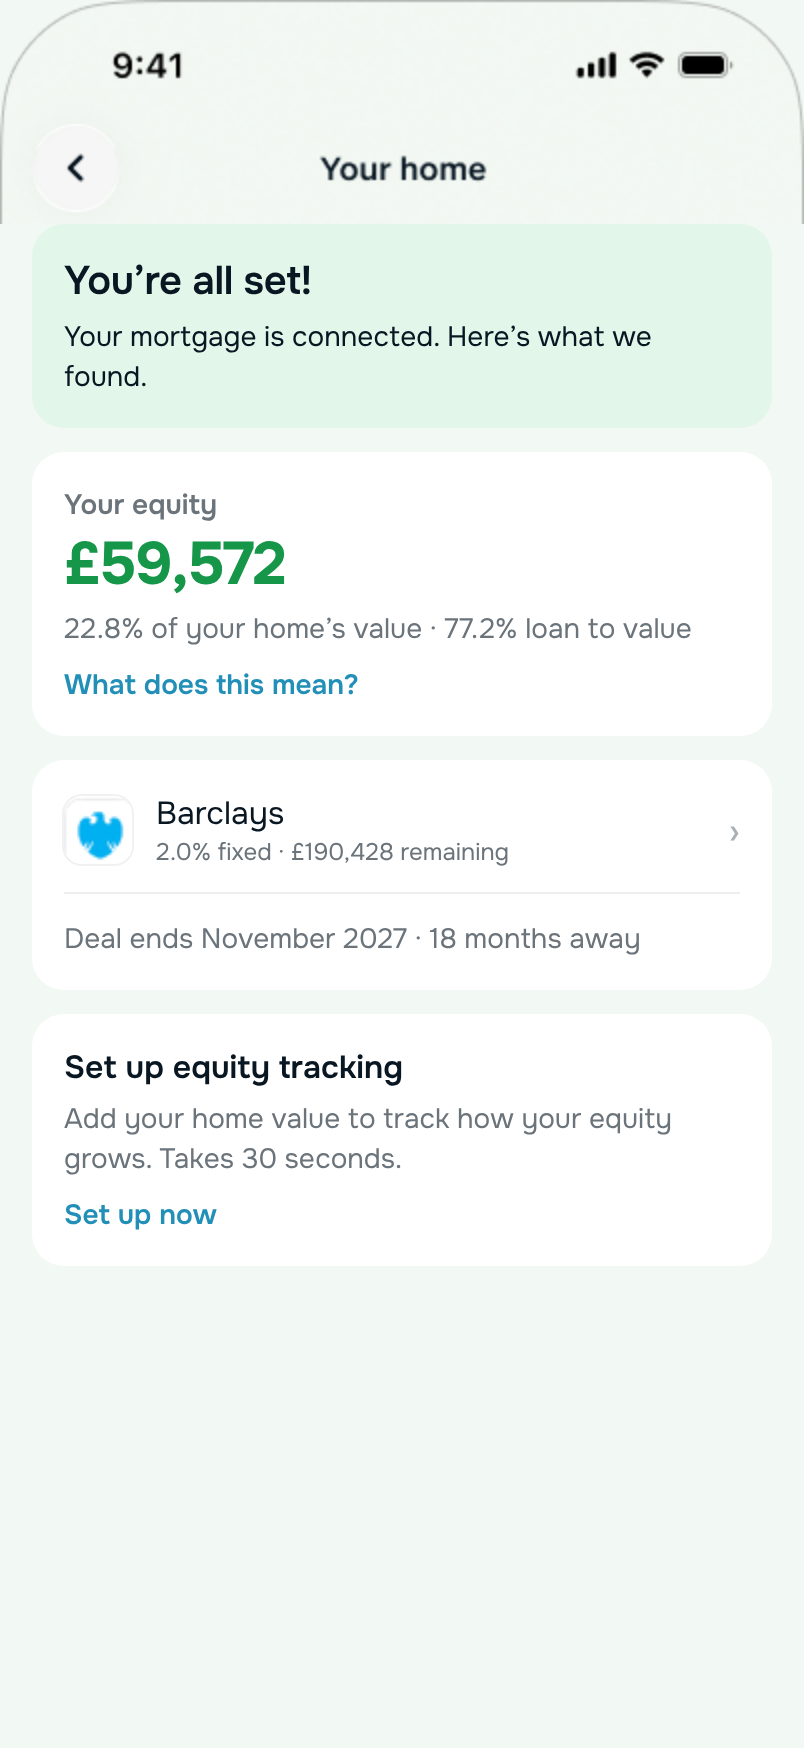 9:41
Your home
You’re all set!
Your mortgage is connected. Here’s what we
found.
Your equity
£59,572
22.8% of your home’s value · 77.2% loan to value
What does this mean?
Barclays
2.0% fixed · £190,428 remaining
Deal ends November 2027 · 18 months away
Set up equity tracking
Add your home value to track how your equity
grows. Takes 30 seconds.
Set up now